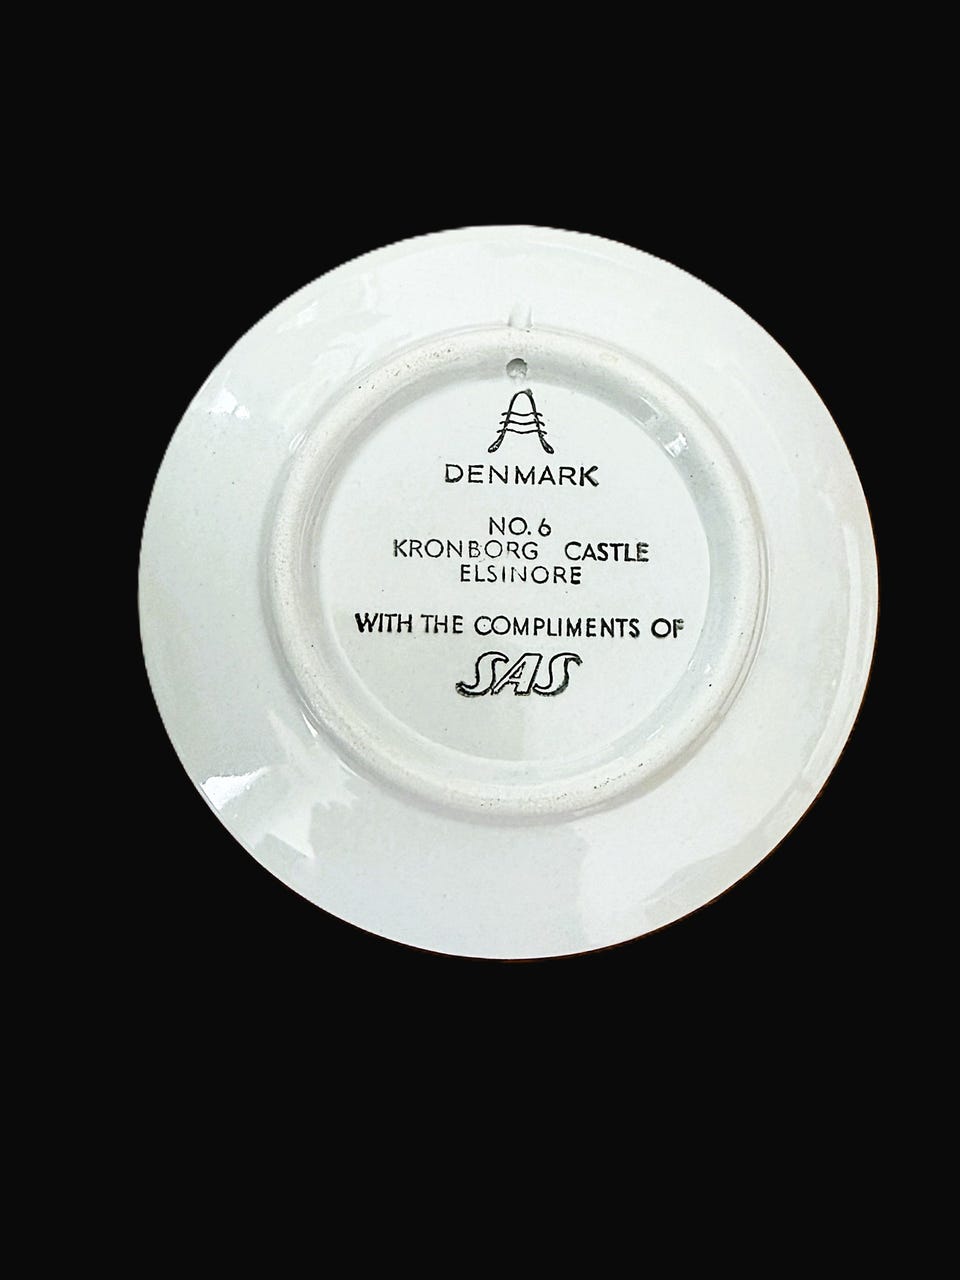 A
DENMARK
NO. 6
KRONBORG CASTLE
ELSINORE
WITH THE COMPLIMENTS OF
SAS